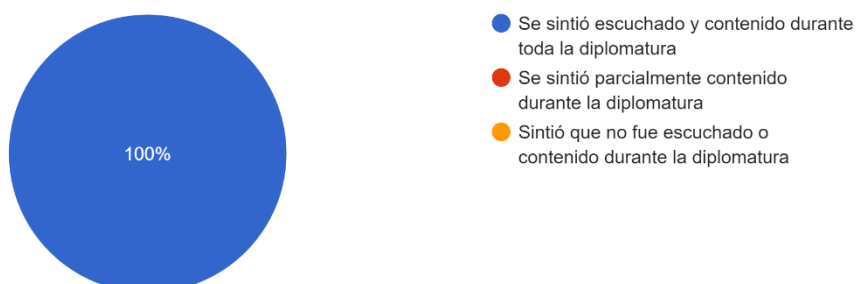 100%
Se sintió escuchado y contenido durante
toda la diplomatura
Se sintió parcialmente contenido
durante la diplomatura
Sintió que no fue escuchado o
contenido durante la diplomatura